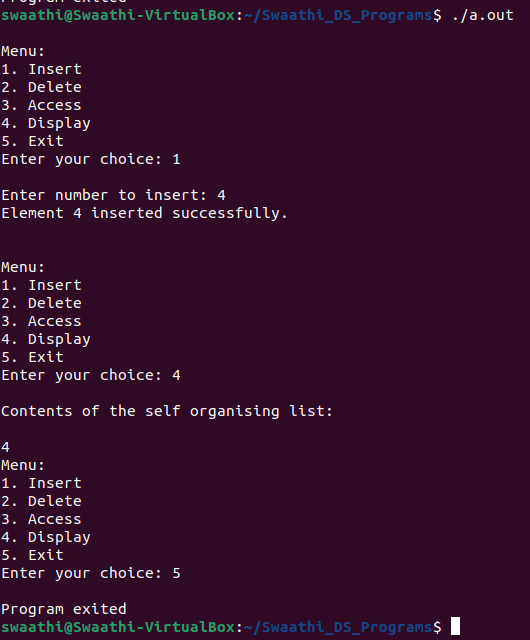 Program exited
swaathi@Swaathi-VirtualBox:~/Swaathi_DS_Programs$ ./a.out
Menu:
1. Insert
2. Delete
3. Access
4. Display
5. Exit
Enter your choice: 1
Enter number to insert: 4
Element 4 inserted successfully.
Menu:
1. Insert
2. Delete
3. Access
4. Display
5. Exit
Enter your choice: 4
Contents of the self organising list:
4
Menu:
1. Insert
2. Delete
3. Access
4. Display
5. Exit
Enter your choice: 5
Program exited
swaathi@Swaathi-VirtualBox:~/Swaathi_DS_Programs$